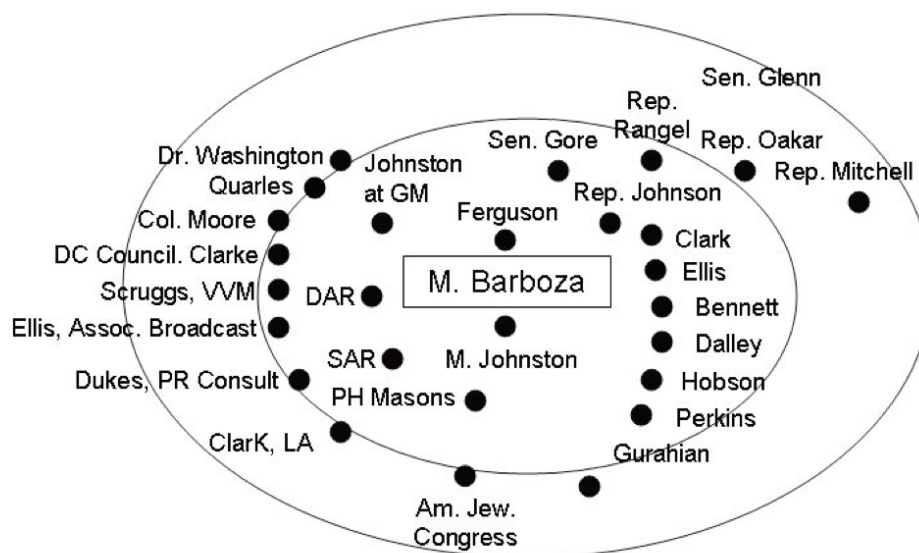 Sen. Glenn
Rep.
Rangel
Sen. Gore
Rep. Oakar
Dr. Washington
Johnston
at GM
Rep. Mitchell
Quarles
Rep. Johnson
Col. Moore
Ferguson
Clark
DC Council. Clarke
Ellis
M. Barboza
Scruggs, VVM
DAR
Bennett
Ellis, Assoc. Broadcast
Dalley
SAR
M. Johnston
Dukes, PR Consult
Hobson
PH Masons
Perkins
ClarK, LA
Gurahian
Am. Jew.
Congress